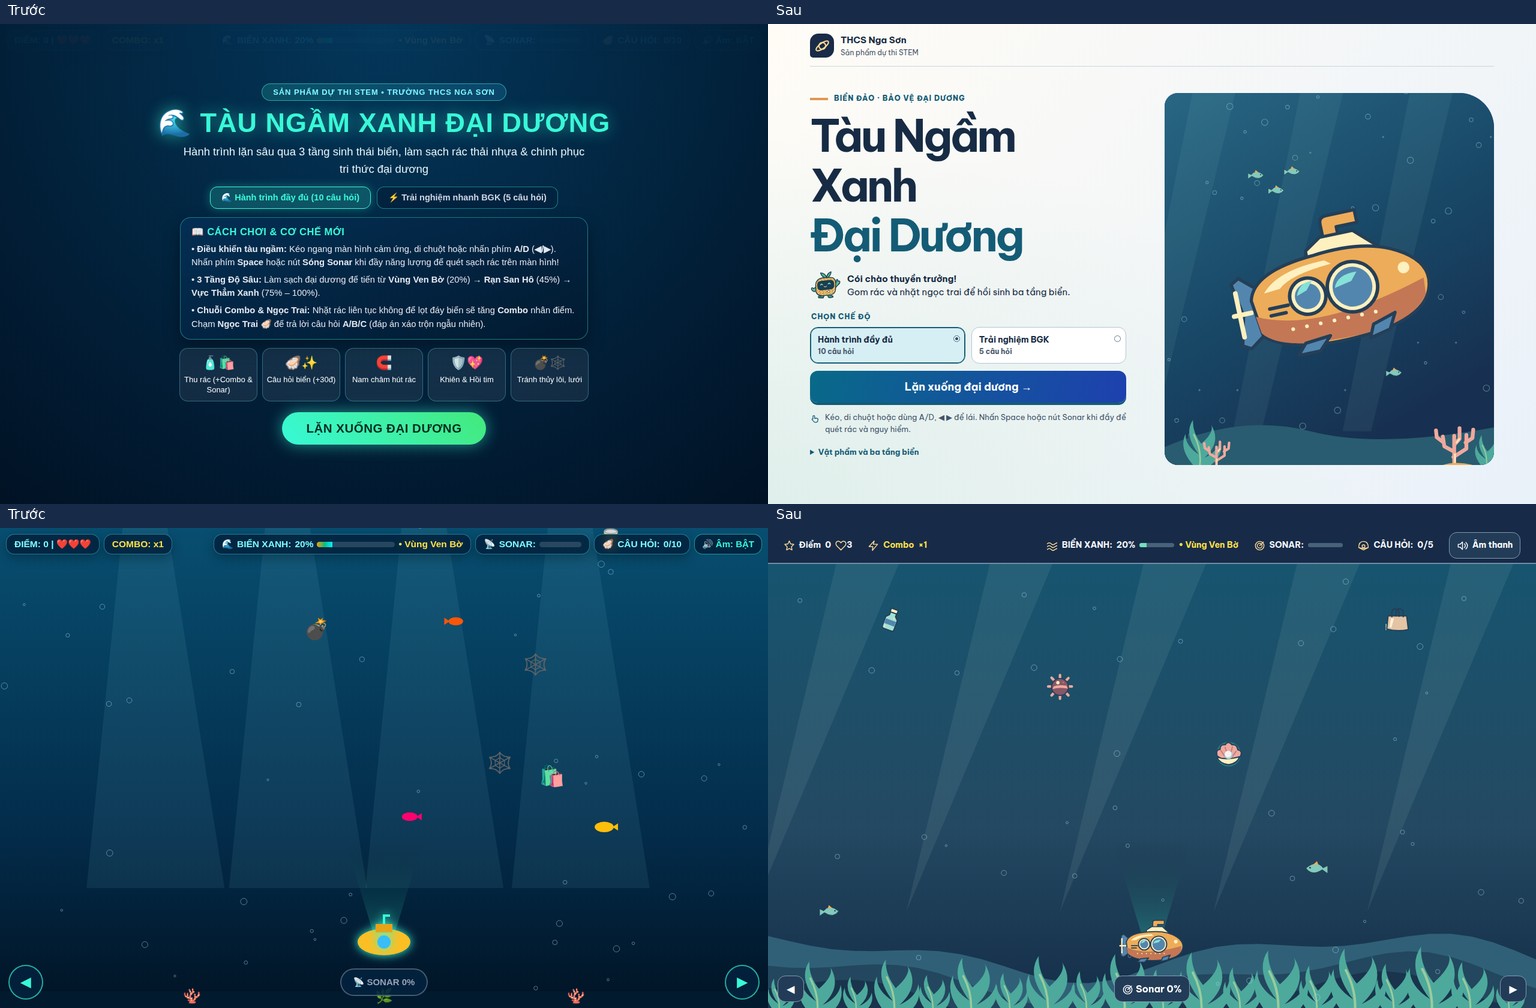 Trước
SẢN PHẨM DỰ THI STEM • TRƯỜNG THCS NGA SƠN
🌊 TÀU NGẦM XANH ĐẠI DƯƠNG
Hành trình lặn sâu qua 3 tầng sinh thái biển, làm sạch rác thải nhựa & chinh phục
tri thức đại dương
🌊 Hành trình đầy đủ (10 câu hỏi)
⚡ Trải nghiệm nhanh BGK (5 câu hỏi)
📖 CÁCH CHƠI & CƠ CHẾ MỚI
• Điều khiển tàu ngầm: Kéo ngang màn hình cảm ứng, di chuột hoặc nhấn phím A/D (◀/▶).
Nhấn phím Space hoặc nút Sóng Sonar khi đầy năng lượng để quét sạch rác trên màn hình!
• 3 Tầng Độ Sâu: Làm sạch đại dương để tiến từ Vùng Ven Bờ (20%) → Rạn San Hô (45%) →
Vực Thẳm Xanh (75% – 100%).
• Chuỗi Combo & Ngọc Trai: Nhặt rác liên tục không để lọt đáy biển sẽ tăng Combo nhân điểm.
Chạm Ngọc Trai 🦪 để trả lời câu hỏi A/B/C (đáp án xáo trộn ngẫu nhiên).
Thu rác (+Combo &
Sonar)
Câu hỏi biển (+30đ)
Nam châm hút rác
Khiên & Hồi tim
Tránh thủy lôi, lưới
LẶN XUỐNG ĐẠI DƯƠNG
Sau
THCS Nga Sơn
Sản phẩm dự thi STEM
BIỂN ĐẢO · BẢO VỆ ĐẠI DƯƠNG
Tàu Ngầm
Xanh
Đại Dương
Cói chào thuyền trưởng!
Gom rác và nhặt ngọc trai để hồi sinh ba tầng biển.
CHỌN CHẾ ĐỘ
Hành trình đầy đủ
10 câu hỏi
Trải nghiệm BGK
5 câu hỏi
Lặn xuống đại dương →
Kéo, di chuột hoặc dùng A/D, ◀ ▶ để lái. Nhấn Space hoặc nút Sonar khi đầy để
quét rác và nguy hiểm.
▶ Vật phẩm và ba tầng biển
Trước
ĐIỂM: 0 | ❤️❤️❤️
COMBO: x1
🌊 BIỂN XANH: 20% • Vùng Ven Bờ
📡 SONAR:
🦪 CÂU HỎI: 0/10
🔊 Âm: BẬT
◀
📡 SONAR 0%
▶
Sau
Điểm 0 3
Combo ×1
BIỂN XANH: 20% • Vùng Ven Bờ
SONAR:
CÂU HỎI: 0/5
Âm thanh
◀
Sonar 0%
▶